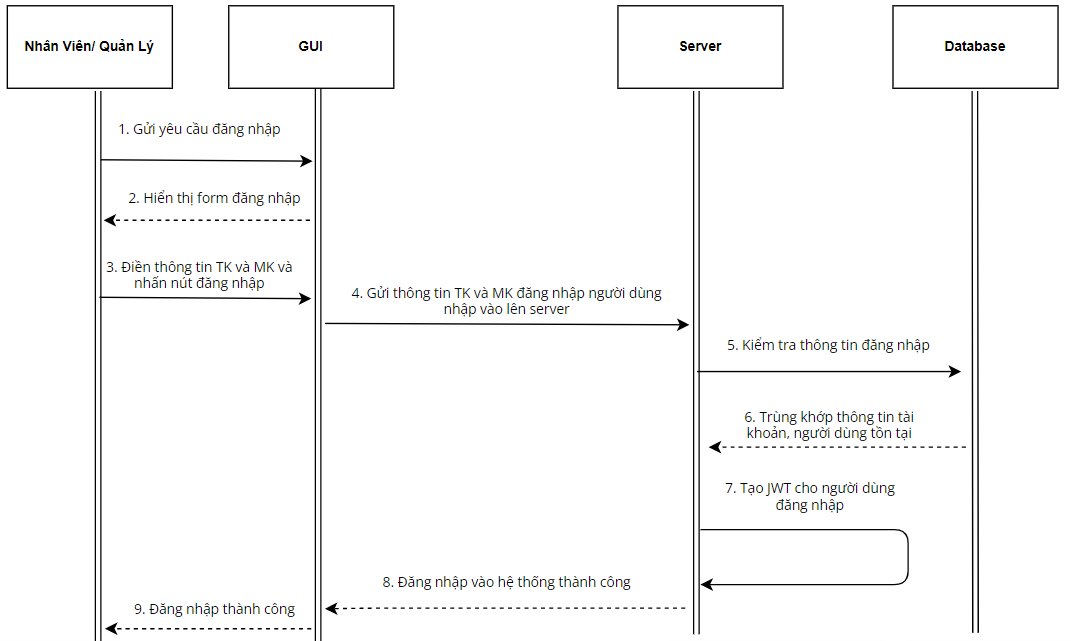 Nhân Viên/ Quản Lý
GUI
Server
Database
1. Gửi yêu cầu đăng nhập
2. Hiển thị form đăng nhập
3. Điền thông tin TK và MK và
nhấn nút đăng nhập
4. Gửi thông tin TK và MK đăng nhập người dùng
nhập vào lên server
5. Kiểm tra thông tin đăng nhập
6. Trùng khớp thông tin tài
khoản, người dùng tồn tại
7. Tạo JWT cho người dùng
đăng nhập
8. Đăng nhập vào hệ thống thành công
9. Đăng nhập thành công